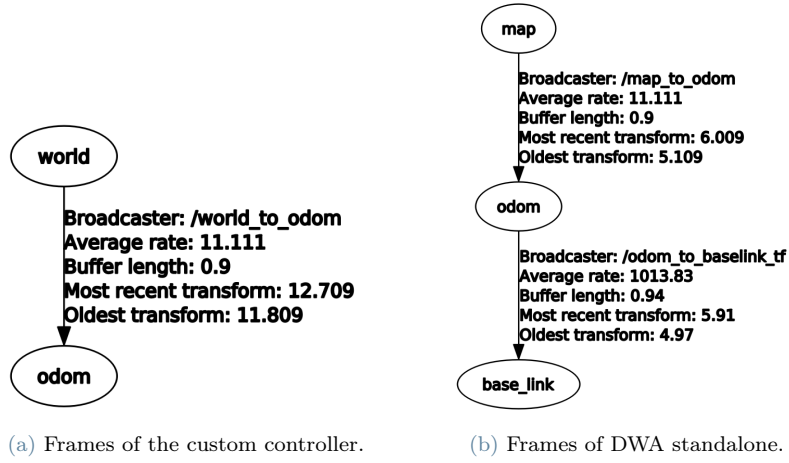 world
Broadcaster: /world_to_odom
Average rate: 11.111
Buffer length: 0.9
Most recent transform: 12.709
Oldest transform: 11.809
odom
(a) Frames of the custom controller.
map
Broadcaster: /map_to_odom
Average rate: 11.111
Buffer length: 0.9
Most recent transform: 6.009
Oldest transform: 5.109
odom
Broadcaster: /odom_to_baselink_tf
Average rate: 1013.83
Buffer length: 0.94
Most recent transform: 5.91
Oldest transform: 4.97
base_link
(b) Frames of DWA standalone.